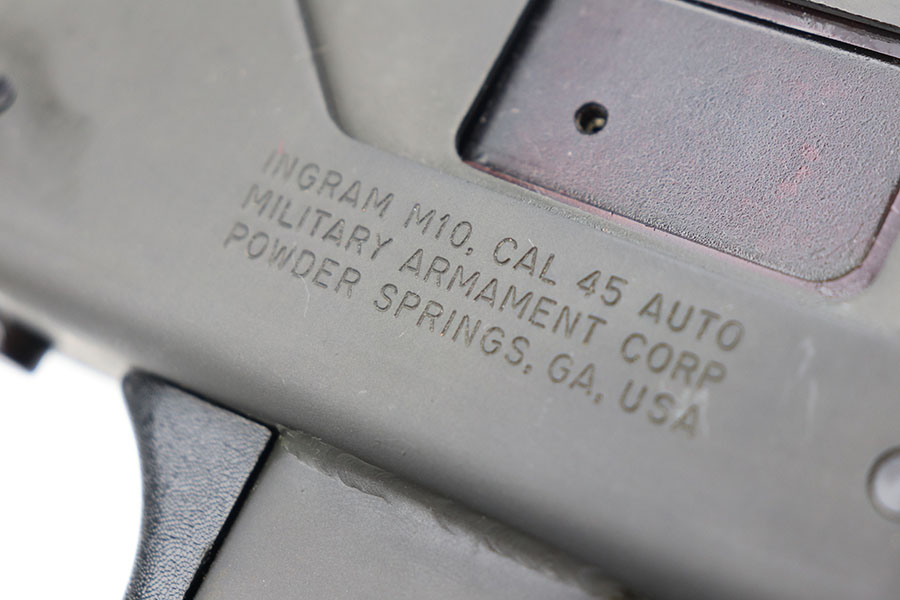 INGRAM M10, CAL 45 AUTO
MILITARY ARMAMENT CORP
POWDER SPRINGS, GA, USA